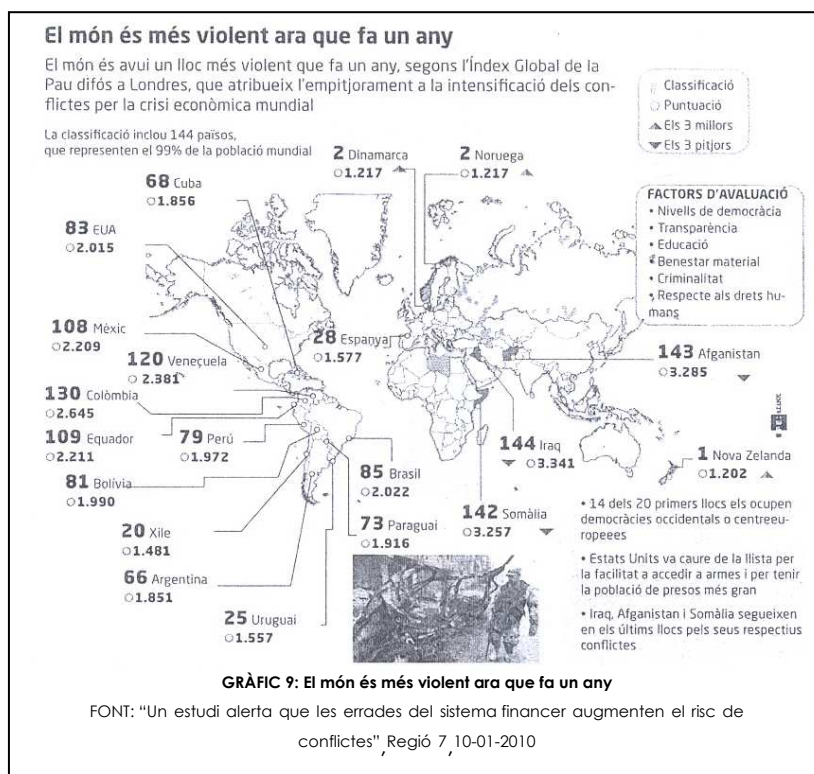 El món és més violent ara que fa un any
El món és avui un lloc més violent que fa un any, segons l'Índex Global de la
Pau difós a Londres, que atribueix l'empitjorament a la intensificació dels con-
flictes per la crisi econòmica mundial
La classificació inclou 144 països,
que representen el 99% de la població mundial
Classificació
Puntuació
Els 3 millors
Els 3 pitjors
2 Dinamarca
1.217
2 Noruega
1.217
68 Cuba
1.856
83 EUA
2.015
FACTORS D'AVALUACIÓ
• Nivells de democràcia
• Transparència
• Educació
• Benestar material
• Criminalitat
• Respecte als drets hu-
mans
108 Mèxic
2.209
28 Espanya
1.577
120 Veneçuela
2.381
143 Afganistan
3.285
130 Colòmbia
2.645
109 Equador
2.211
79 Perú
1.972
144 Iraq
3.341
1 Nova Zelanda
1.202
81 Bolívia
1.990
85 Brasil
2.022
142 Somàlia
3.257
73 Paraguai
1.916
20 Xile
1.481
66 Argentina
1.851
25 Uruguai
1.557
• 14 dels 20 primers llocs els ocupen
democràcies occidentals o centreeu-
ropeees
• Estats Units va caure de la llista per
la facilitat a accedir a armes i per tenir
la població de presos més gran
• Iraq, Afganistan i Somàlia segueixen
en els últims llocs pels seus respectius
conflictes
GRÀFIC 9: El món és més violent ara que fa un any
FONT: "Un estudi alerta que les errades del sistema financer augmenten el risc de
conflictes", Regió 7, 10-01-2010